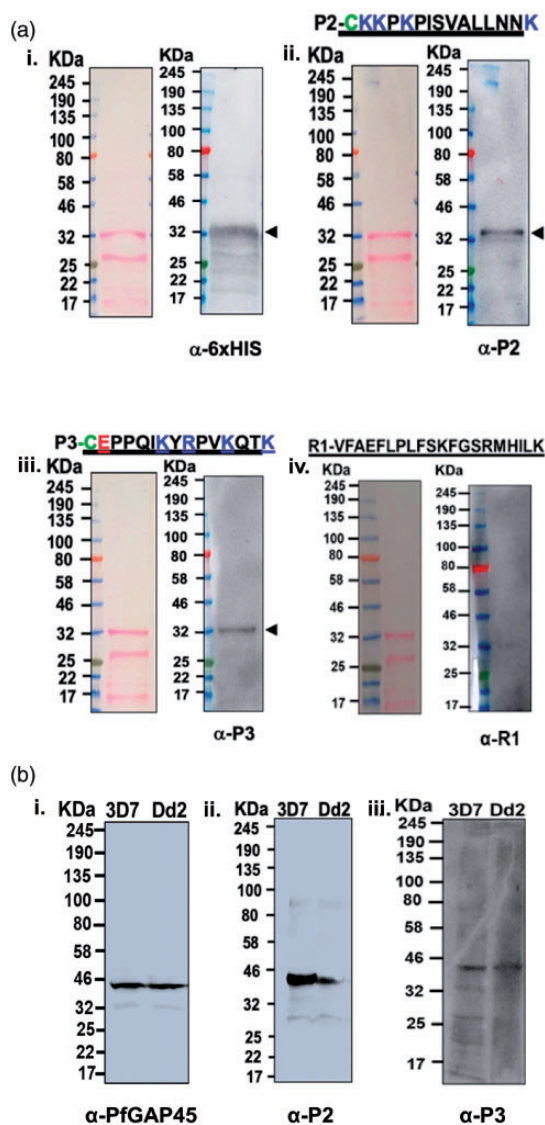 (a)
P2-CKKPKPISVALLNNK
i. KDa KDa ii. KDa KDa
245 245 245 245
190 190 190 190
135 135 135 135
100 100 100 100
80 80 80 80
58 58 58 58
46 46 46 46
32 32 32 32
25 25 25 25
22 22 22 22
17 17 17 17
α-6xHIS α-P2
P3-CEPPQIKYRPVKQTK R1-VFAEFLPLFSKFGSRMHILK
iii. KDa KDa iv. KDa KDa
245 245 245 245
190 190 190 190
135 135 135 135
100 100 100 100
80 80 80 80
58 58 58 58
46 46 46 46
32 32 32 32
25 25 25 25
22 22
17 17 17 17
α-P3 α-R1
(b)
i. KDa 3D7 Dd2 ii. KDa 3D7 Dd2 iii. KDa 3D7 Dd2
245 245 245
190 190 190
135 135 135
100 100 100
80 80 80
58 58 58
46 46 46
32 32 32
25 25 25
22 22
17 17 17
α-PfGAP45 α-P2 α-P3